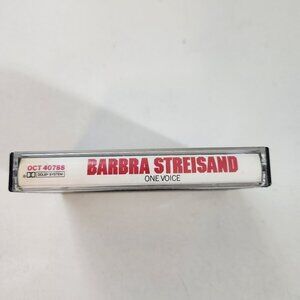 OCT 40788
DOLBY SYSTEM
BARBRA STREISAND
ONE VOICE